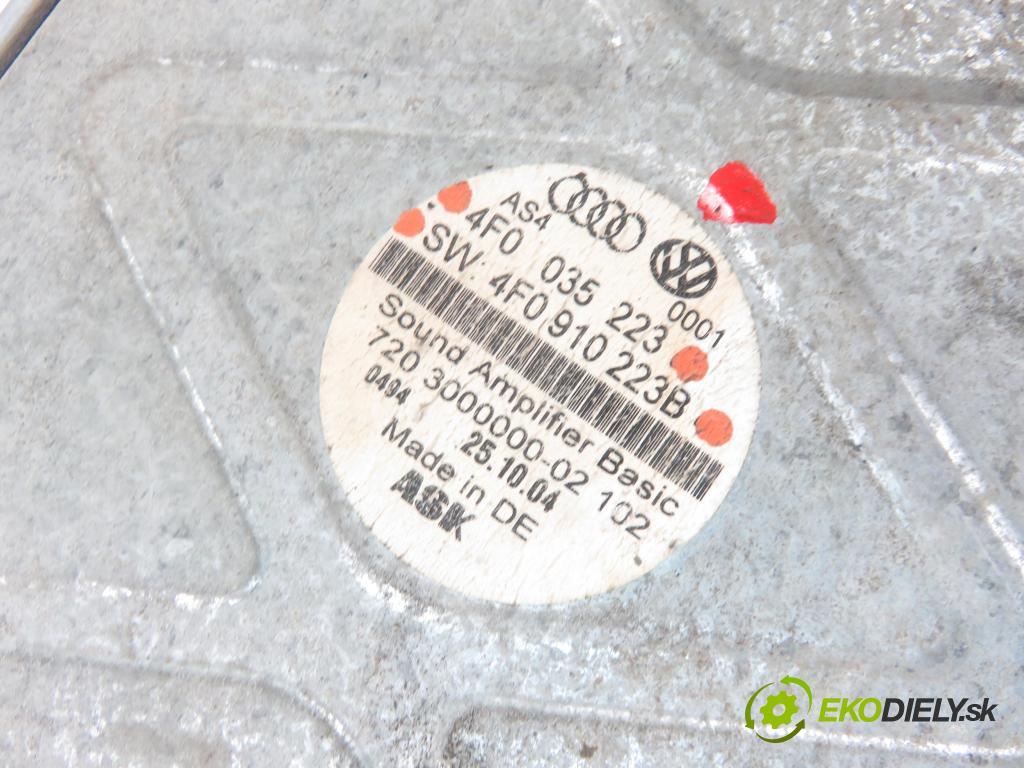 AS4
4F0 035 223 0001
SW: 4F0 910 223B
Sound Amplifier Basic
720 3000000-02 102
0494 25.10.04
Made in DE
ASK
EKODIELY.sk